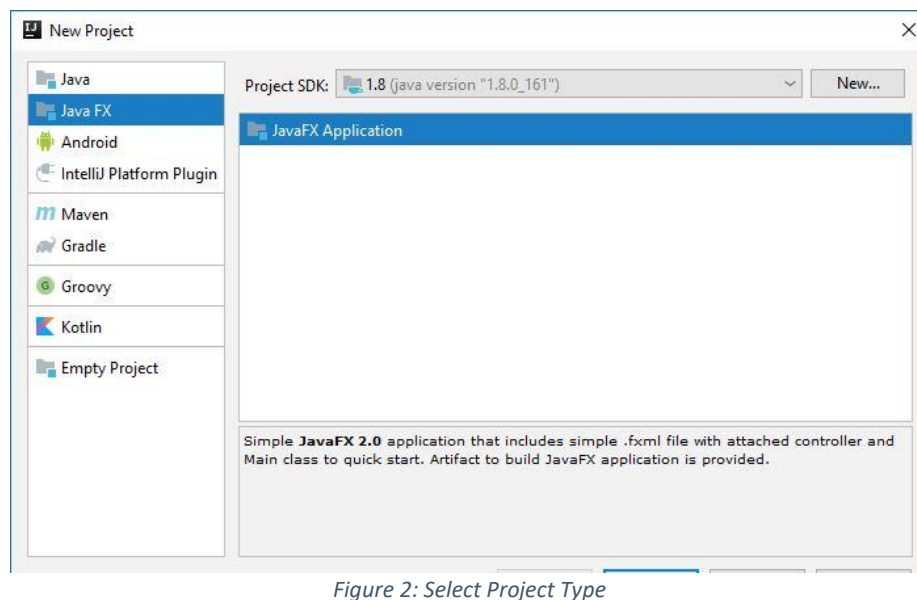 New Project
Java
Java FX
Android
IntelliJ Platform Plugin
Maven
Gradle
Groovy
Kotlin
Empty Project
Project SDK: 1.8 (java version "1.8.0_161") New...
JavaFX Application
Simple JavaFX 2.0 application that includes simple .fxml file with attached controller and
Main class to quick start. Artifact to build JavaFX application is provided.
Figure 2: Select Project Type